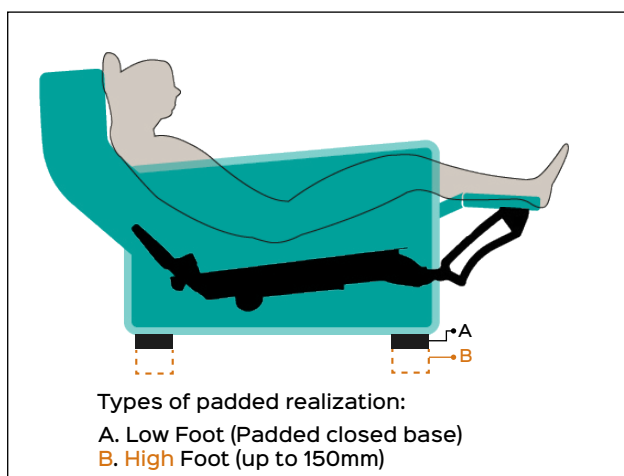 A
B
Types of padded realization:
A. Low Foot (Padded closed base)
B. High Foot (up to 150mm)